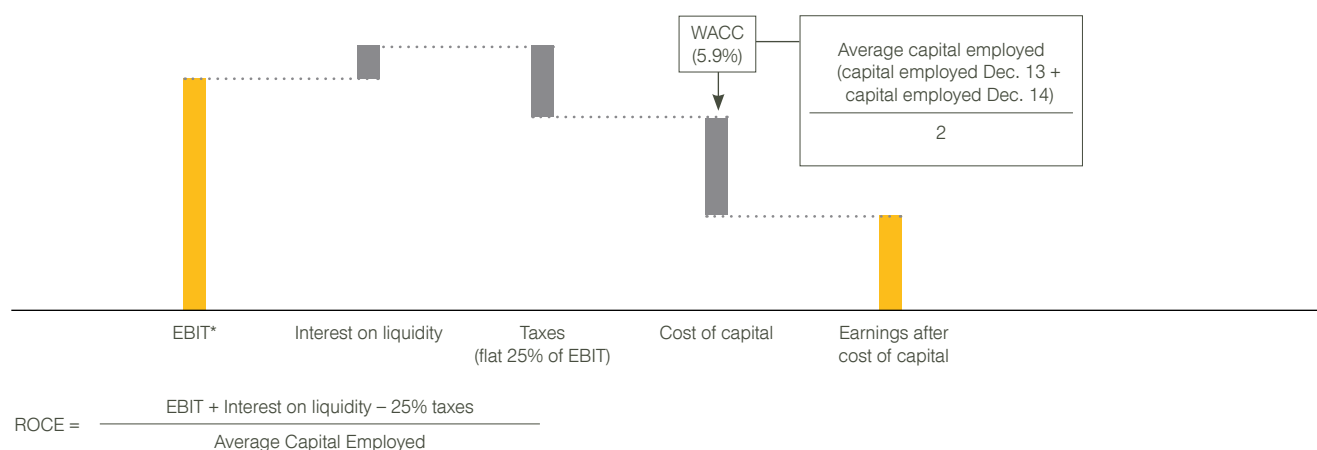 WACC
(5.9%)
Average capital employed
(capital employed Dec. 13 +
capital employed Dec. 14)
2
EBIT*
Interest on liquidity
Taxes
(flat 25% of EBIT)
Cost of capital
Earnings after
cost of capital
EBIT + Interest on liquidity – 25% taxes
ROCE =
Average Capital Employed